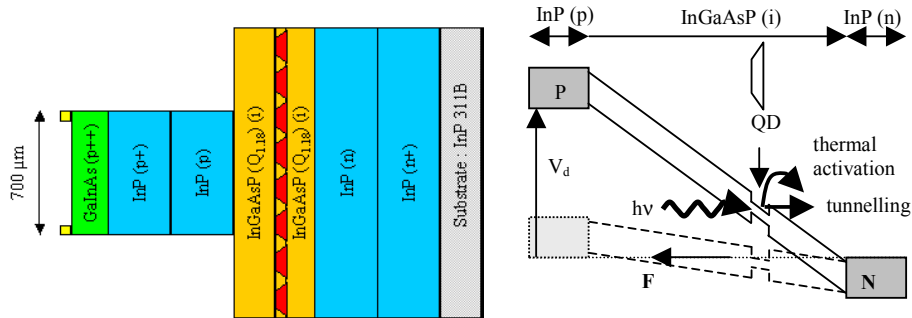 700 µm
GaInAs (p++)
InP (p+)
InP (p)
InGaAsP (Q1.18) (i)
InGaAsP (Q1.18) (i)
InP (n)
InP (n+)
Substrate : InP 311B
InP (p)
InGaAsP (i)
InP (n)
P
QD
thermal
activation
Vd
hν
tunnelling
F
N